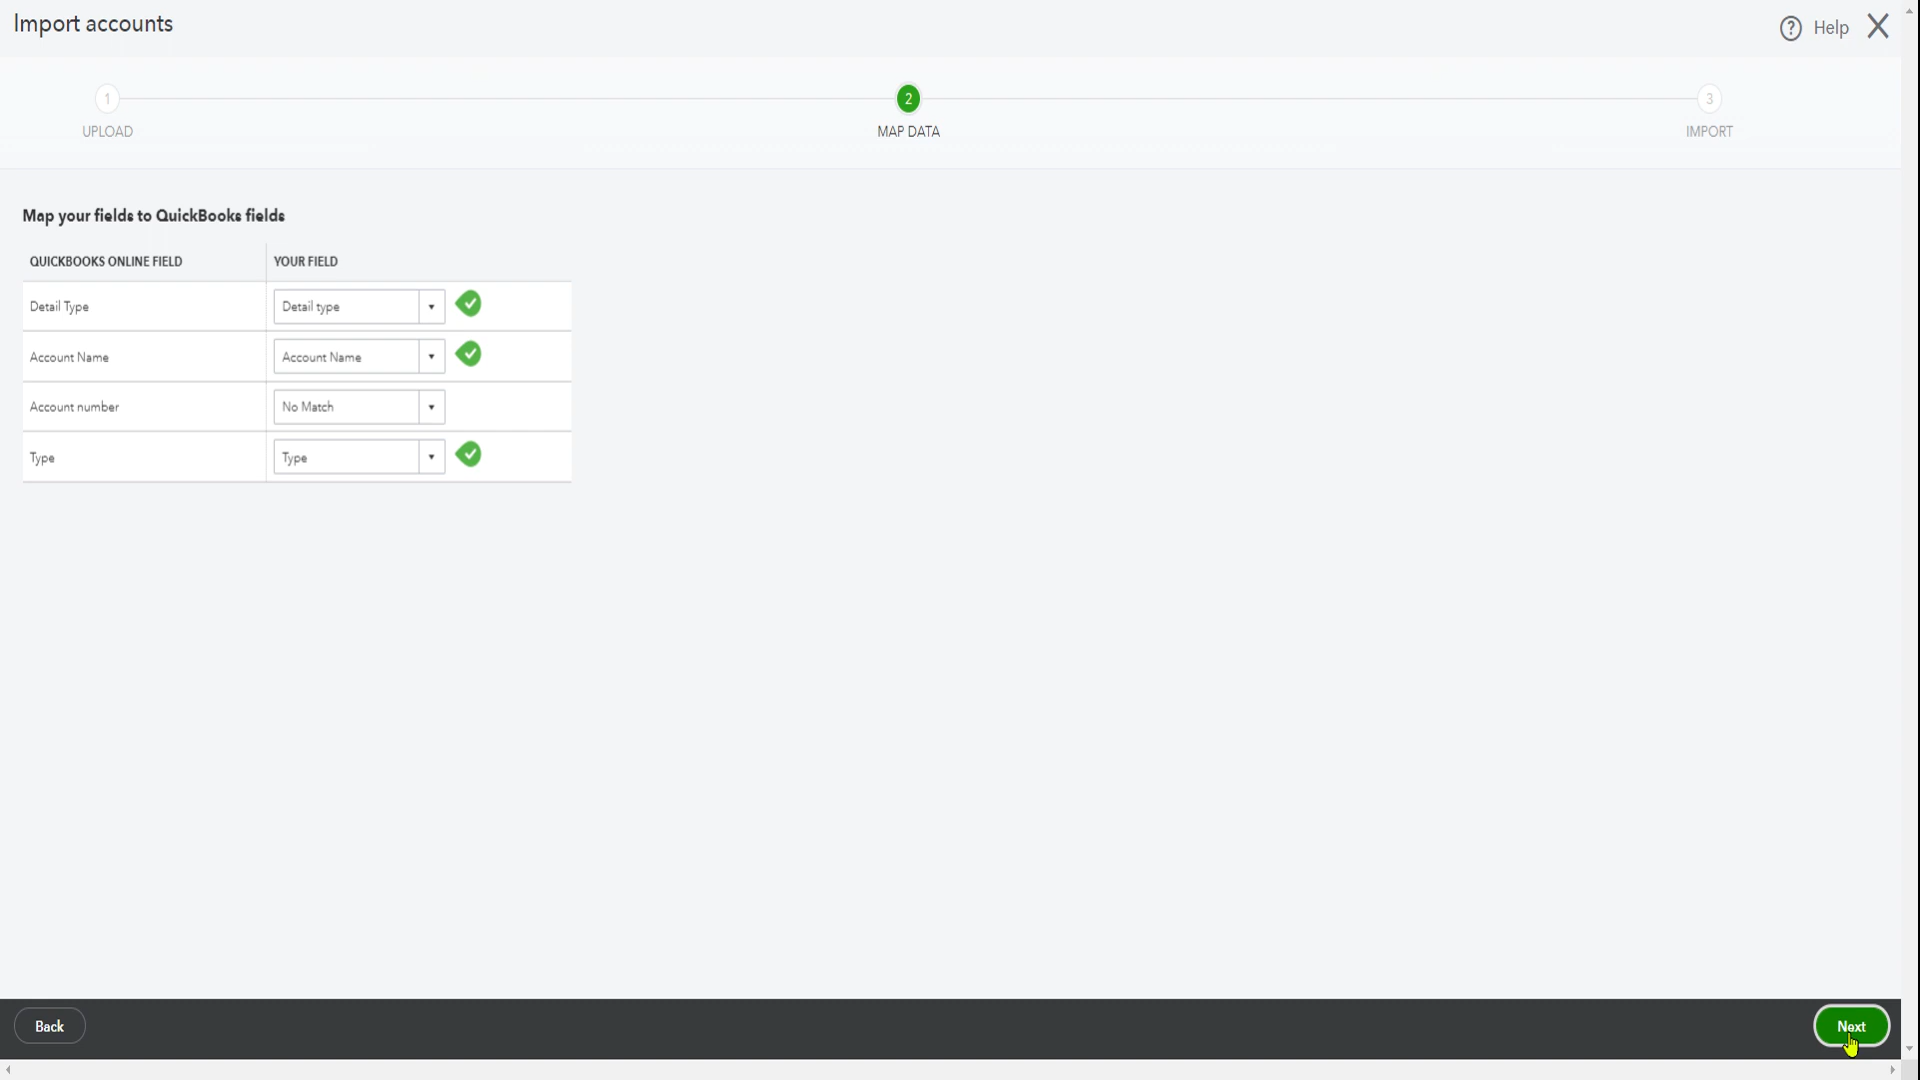 Import accounts
? Help X
1 2 3
UPLOAD MAP DATA IMPORT
Map your fields to QuickBooks fields
QUICKBOOKS ONLINE FIELD YOUR FIELD
Detail Type Detail type
Account Name Account Name
Account number No Match
Type Type
Back Next